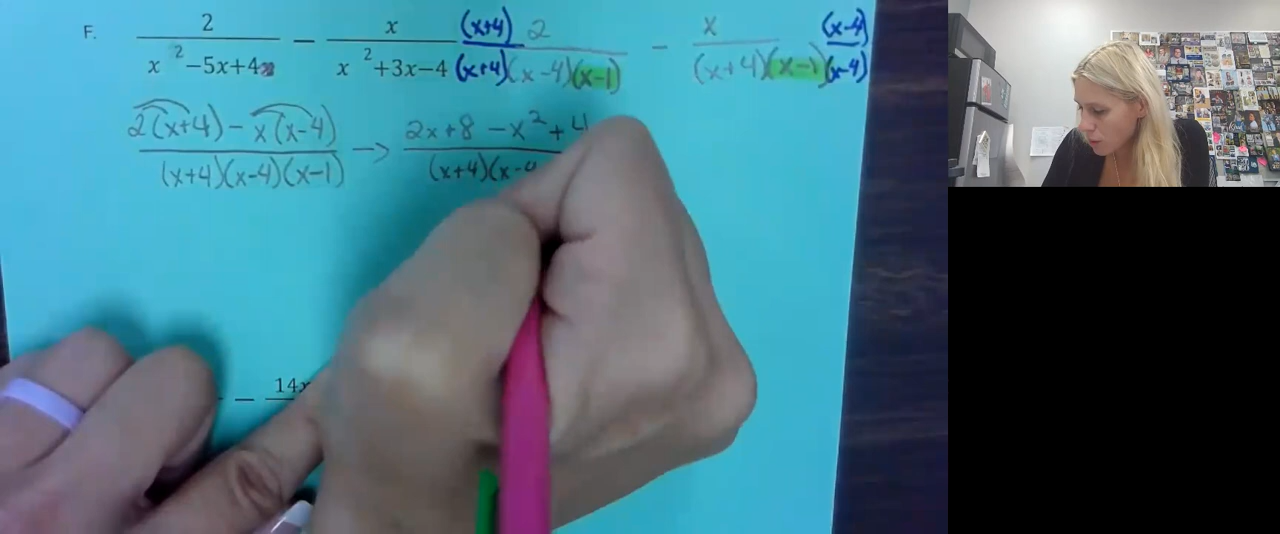 F. 2/(x²−5x+4) − x/(x²+3x−4) (x+4)2/((x+4)(x−4)(x−1)) − x(x−4)/((x+4)(x−1)(x−4))
(2(x+4)−x(x−4))/((x+4)(x−4)(x−1)) → 2x+8−x²+4
(x+4)(x−4
− 14x